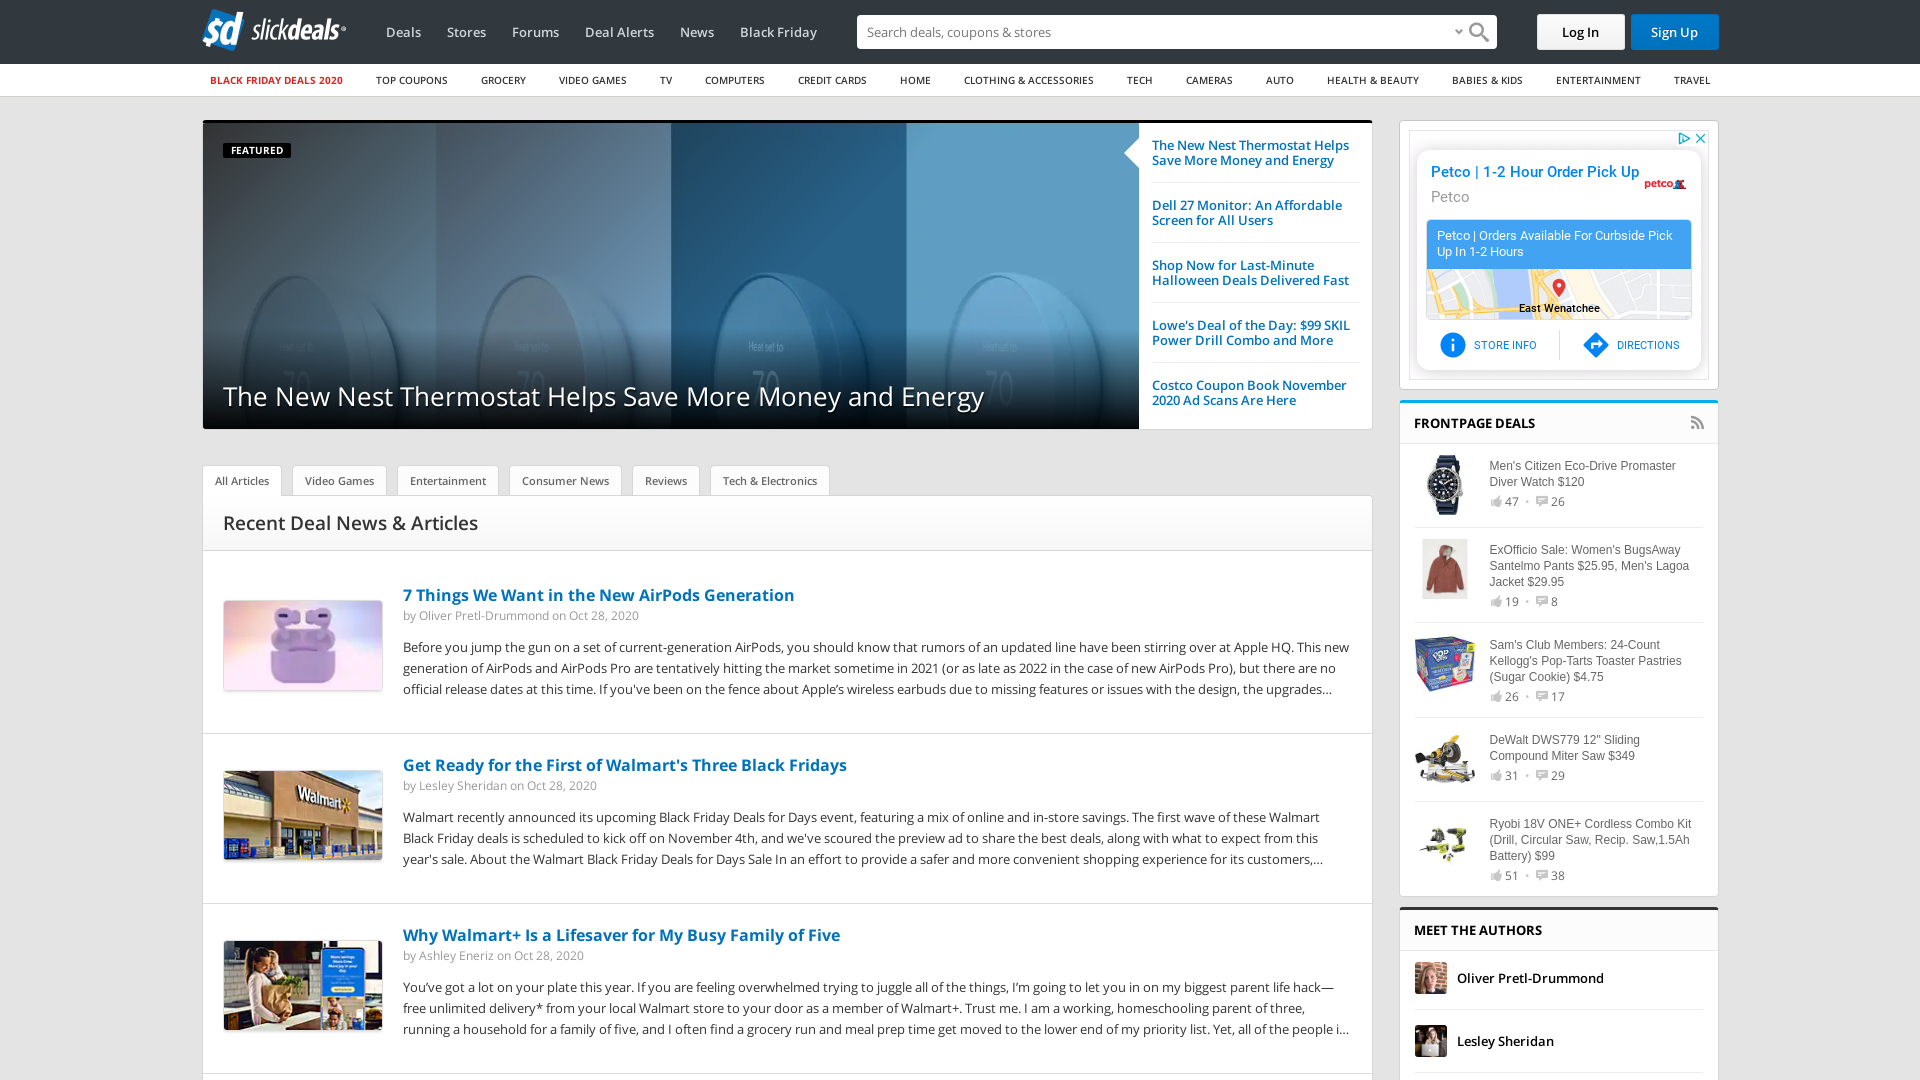 sd slickdeals
Deals
Stores
Forums
Deal Alerts
News
Black Friday
Search deals, coupons & stores
Log In
Sign Up
BLACK FRIDAY DEALS 2020
TOP COUPONS
GROCERY
VIDEO GAMES
TV
COMPUTERS
CREDIT CARDS
HOME
CLOTHING & ACCESSORIES
TECH
CAMERAS
AUTO
HEALTH & BEAUTY
BABIES & KIDS
ENTERTAINMENT
TRAVEL
FEATURED
Heat set to
70
Heat set to
70
The New Nest Thermostat Helps Save More Money and Energy
The New Nest Thermostat Helps
Save More Money and Energy
Dell 27 Monitor: An Affordable
Screen for All Users
Shop Now for Last-Minute
Halloween Deals Delivered Fast
Lowe's Deal of the Day: $99 SKIL
Power Drill Combo and More
Costco Coupon Book November
2020 Ad Scans Are Here
All Articles
Video Games
Entertainment
Consumer News
Reviews
Tech & Electronics
Recent Deal News & Articles
7 Things We Want in the New AirPods Generation
by Oliver Pretl-Drummond on Oct 28, 2020
Before you jump the gun on a set of current-generation AirPods, you should know that rumors of an updated line have been stirring over at Apple HQ. This new
generation of AirPods and AirPods Pro are tentatively hitting the market sometime in 2021 (or as late as 2022 in the case of new AirPods Pro), but there are no
official release dates at this time. If you've been on the fence about Apple’s wireless earbuds due to missing features or issues with the design, the upgrades...
Walmart
Get Ready for the First of Walmart's Three Black Fridays
by Lesley Sheridan on Oct 28, 2020
Walmart recently announced its upcoming Black Friday Deals for Days event, featuring a mix of online and in-store savings. The first wave of these Walmart
Black Friday deals is scheduled to kick off on November 4th, and we've scoured the preview ad to share the best deals, along with what to expect from this
year's sale. About the Walmart Black Friday Deals for Days Sale In an effort to provide a safer and more convenient shopping experience for its customers,...
Why Walmart+ Is a Lifesaver for My Busy Family of Five
by Ashley Eneriz on Oct 28, 2020
You’ve got a lot on your plate this year. If you are feeling overwhelmed trying to juggle all of the things, I’m going to let you in on my biggest parent life hack—
free unlimited delivery* from your local Walmart store to your door as a member of Walmart+. Trust me. I am a working, homeschooling parent of three,
running a household for a family of five, and I often find a grocery run and meal prep time get moved to the lower end of my priority list. Yet, all of the people i...
Petco | 1-2 Hour Order Pick Up
Petco
petco
Petco | Orders Available For Curbside Pick
Up In 1-2 Hours
East Wenatchee
STORE INFO
DIRECTIONS
FRONTPAGE DEALS
Men's Citizen Eco-Drive Promaster
Diver Watch $120
47 • 26
ExOfficio Sale: Women's BugsAway
Santelmo Pants $25.95, Men's Lagoa
Jacket $29.95
19 • 8
Sam's Club Members: 24-Count
Kellogg's Pop-Tarts Toaster Pastries
(Sugar Cookie) $4.75
26 • 17
DeWalt DWS779 12" Sliding
Compound Miter Saw $349
31 • 29
Ryobi 18V ONE+ Cordless Combo Kit
(Drill, Circular Saw, Recip. Saw,1.5Ah
Battery) $99
51 • 38
MEET THE AUTHORS
Oliver Pretl-Drummond
Lesley Sheridan